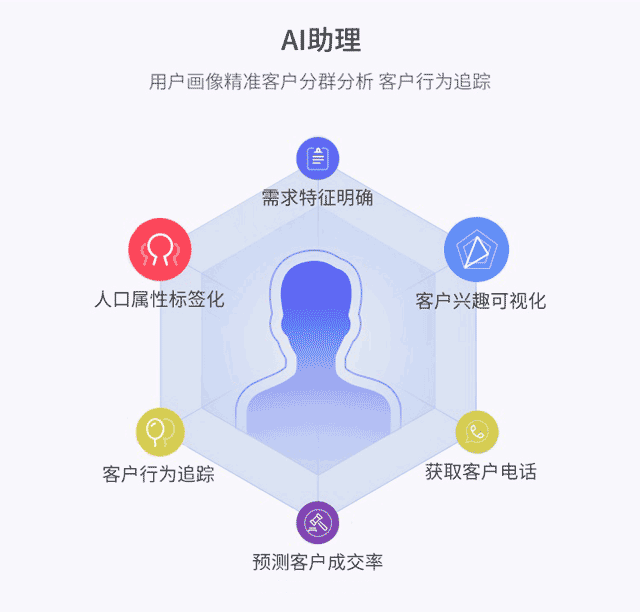 AI助理
用户画像精准客户分群分析 客户行为追踪
需求特征明确
人口属性标签化
客户兴趣可视化
客户行为追踪
获取客户电话
预测客户成交率